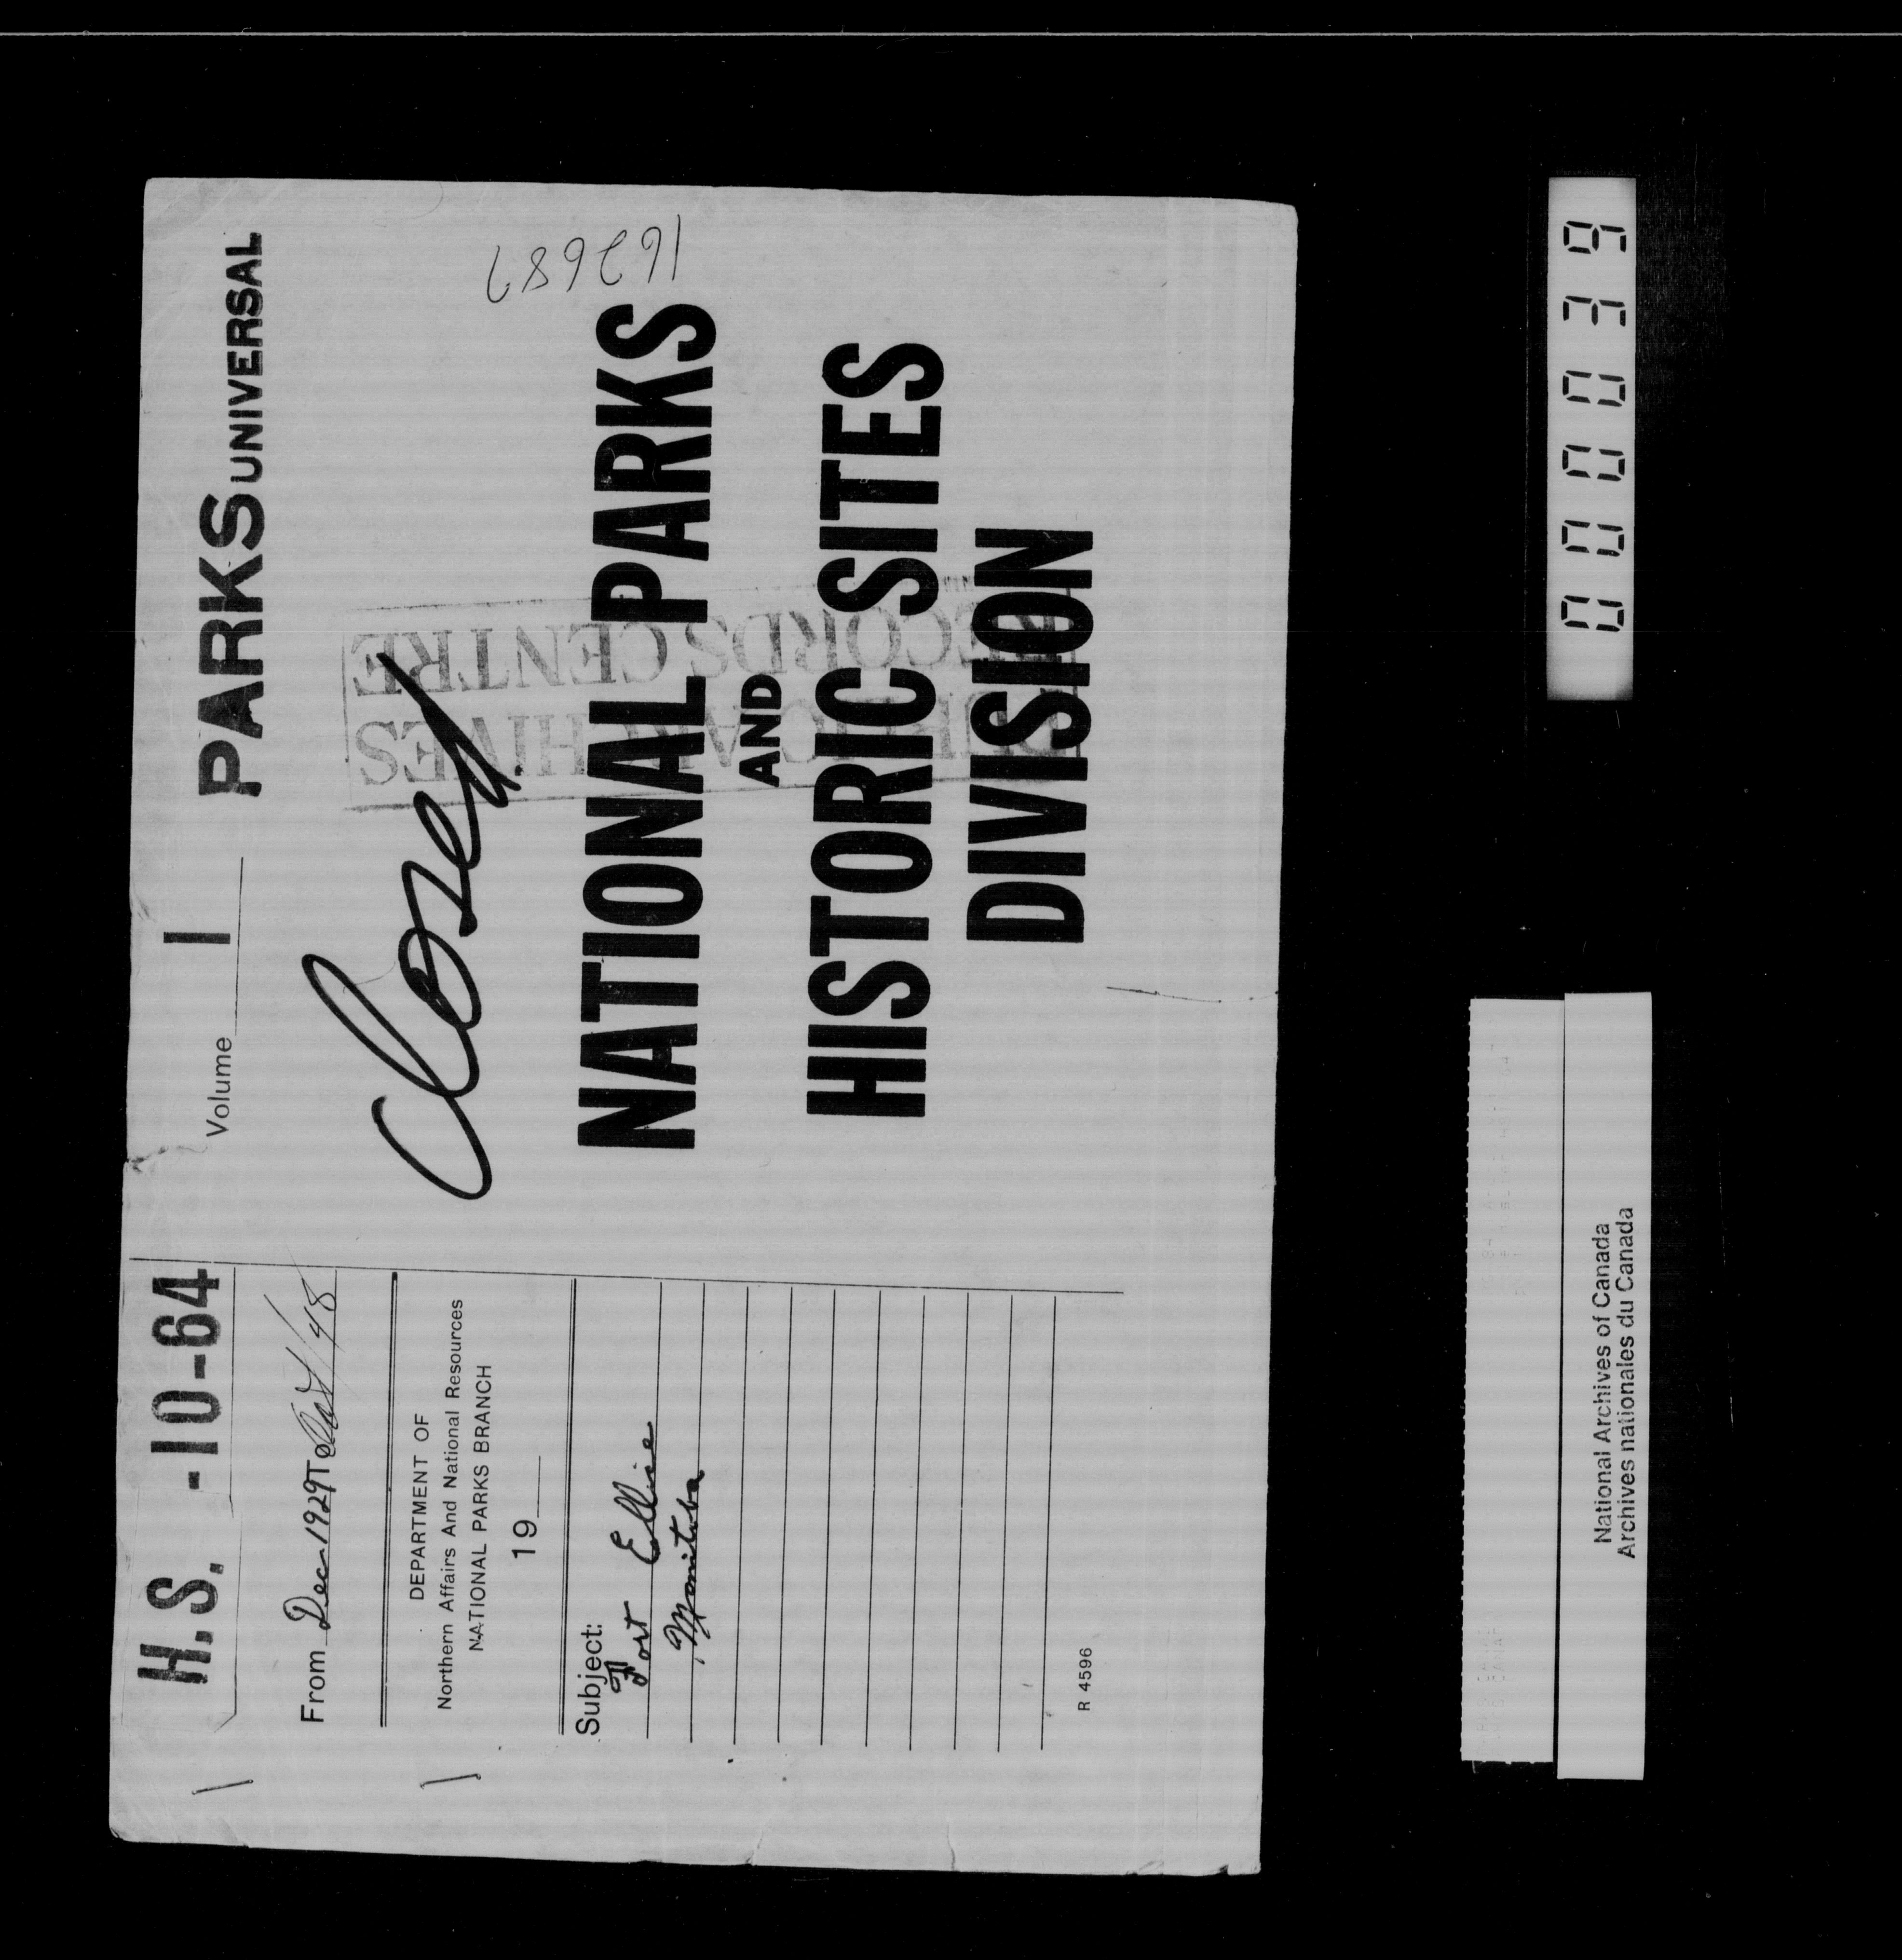 H.S. -10-64
Volume 1
PARKS UNIVERSAL
From Dec 1929 To Oct/48
Closed
162689
DEPARTMENT OF
Northern Affairs And National Resources
NATIONAL PARKS BRANCH
19
Subject:
Fort Ellice
Manitoba
R 4596
NATIONAL PARKS
AND
HISTORIC SITES
DIVISION
PUBLIC ARCHIVES
RECORDS CENTRE
000039
National Archives of Canada
Archives nationales du Canada